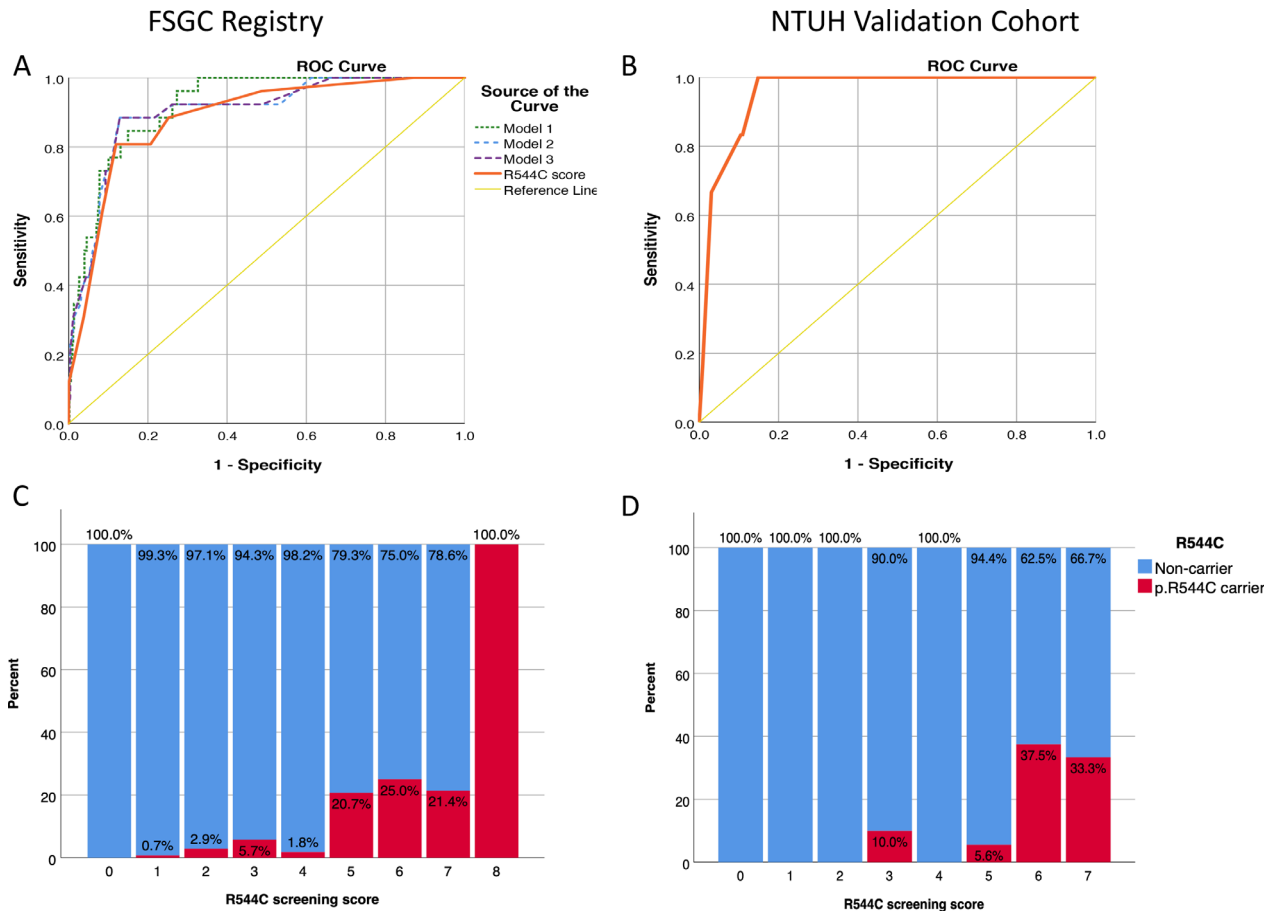 FSGC Registry
NTUH Validation Cohort
A
ROC Curve
1.0
0.8
0.6
0.4
0.2
0.0
Sensitivity
0.0 0.2 0.4 0.6 0.8 1.0
1 - Specificity
Source of the
Curve
Model 1
Model 2
Model 3
R544C score
Reference Line
B
ROC Curve
1.0
0.8
0.6
0.4
0.2
0.0
Sensitivity
0.0 0.2 0.4 0.6 0.8 1.0
1 - Specificity
C
100.0% 99.3% 97.1% 94.3% 98.2% 79.3% 75.0% 78.6% 100.0%
100
80
60
40
20
0
Percent
0.7% 2.9% 5.7% 1.8% 20.7% 25.0% 21.4%
0 1 2 3 4 5 6 7 8
R544C screening score
D
100.0% 100.0% 100.0% 90.0% 100.0% 94.4% 62.5% 66.7%
100
80
60
40
20
0
Percent
10.0% 5.6% 37.5% 33.3%
0 1 2 3 4 5 6 7
R544C screening score
R544C
Non-carrier
p.R544C carrier